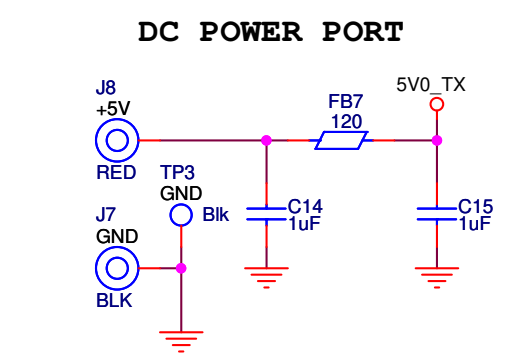 DC POWER PORT
J8
+5V
RED
FB7
120
5V0_TX
TP3
GND
Blk
J7
GND
BLK
C14
1uF
C15
1uF